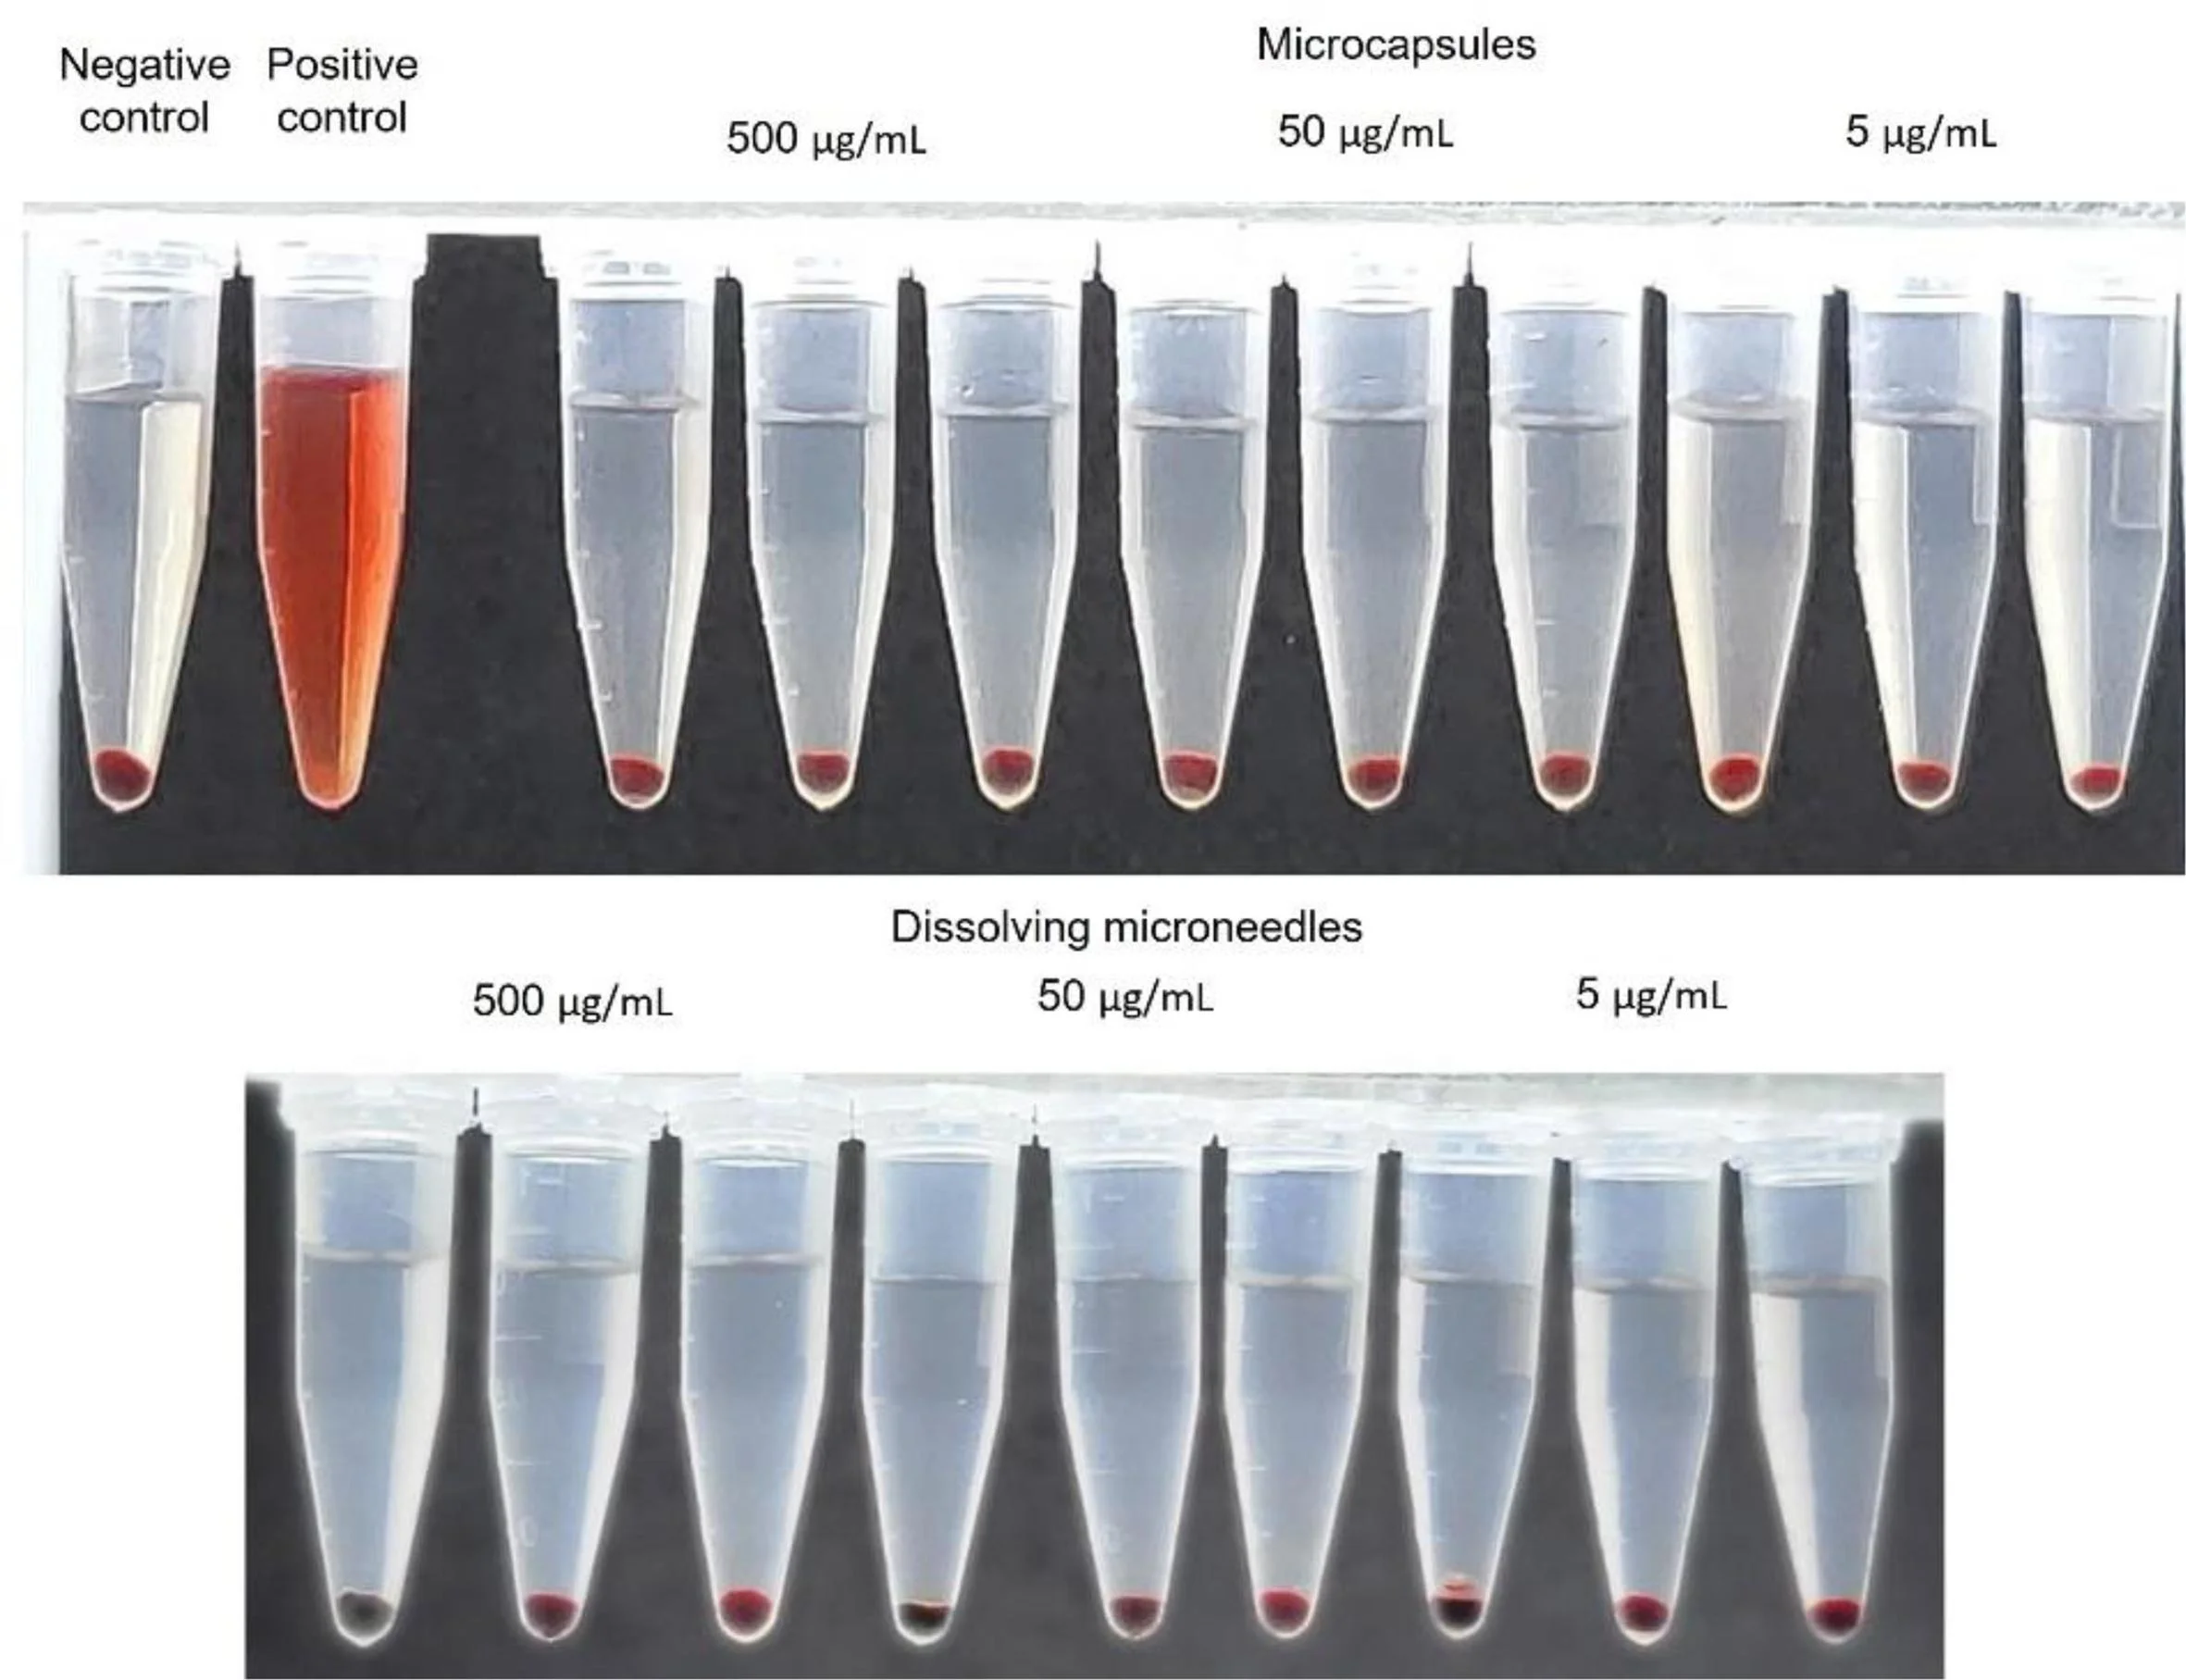 Microcapsules
Negative Positive
control control
500 µg/mL 50 µg/mL 5 µg/mL
Dissolving microneedles
500 µg/mL 50 µg/mL 5 µg/mL